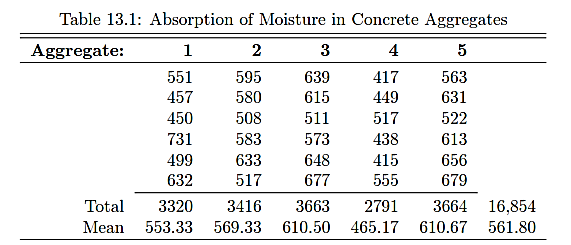 Table 13.1: Absorption of Moisture in Concrete Aggregates
Aggregate: 1 2 3 4 5
551 595 639 417 563
457 580 615 449 631
450 508 511 517 522
731 583 573 438 613
499 633 648 415 656
632 517 677 555 679
Total 3320 3416 3663 2791 3664 16,854
Mean 553.33 569.33 610.50 465.17 610.67 561.80